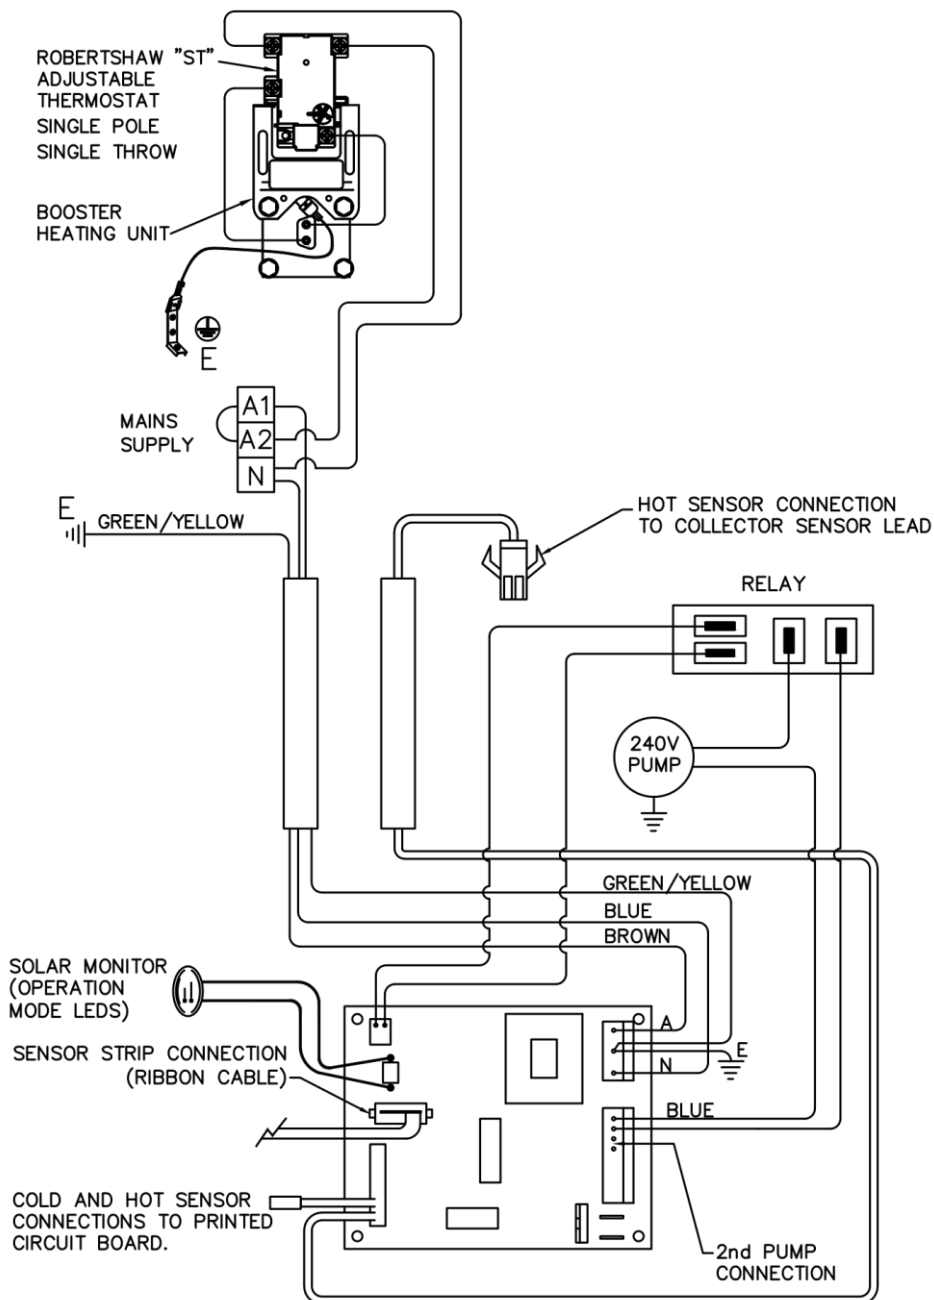 ROBERTSHAW "ST"
ADJUSTABLE
THERMOSTAT
SINGLE POLE
SINGLE THROW
BOOSTER
HEATING UNIT
E
A1
MAINS
SUPPLY
A2
N
E
GREEN/YELLOW
HOT SENSOR CONNECTION
TO COLLECTOR SENSOR LEAD
RELAY
240V
PUMP
GREEN/YELLOW
BLUE
BROWN
SOLAR MONITOR
(OPERATION
MODE LEDS)
A
E
N
SENSOR STRIP CONNECTION
(RIBBON CABLE)
BLUE
COLD AND HOT SENSOR
CONNECTIONS TO PRINTED
CIRCUIT BOARD.
2nd PUMP
CONNECTION